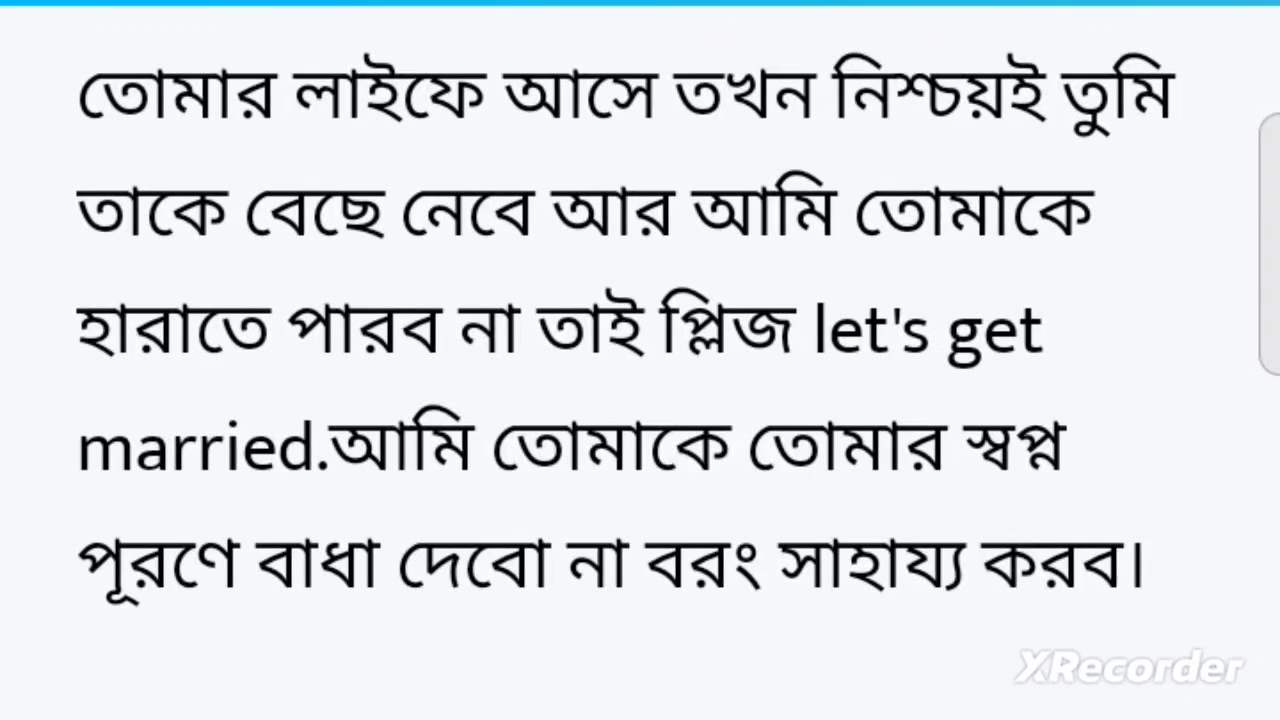 তোমার লাইফে আসে তখন নিশ্চয়ই তুমি
তাকে বেছে নেবে আর আমি তোমাকে
হারাতে পারব না তাই প্লিজ let's get
married.আমি তোমাকে তোমার স্বপ্ন
পূরণে বাধা দেবো না বরং সাহায্য করব।
XRecorder